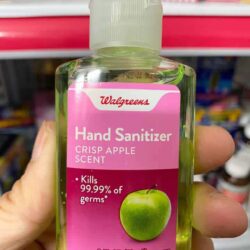 Walgreens
Hand Sanitizer
CRISP APPLE
SCENT
• Kills
99.99% of
germs*